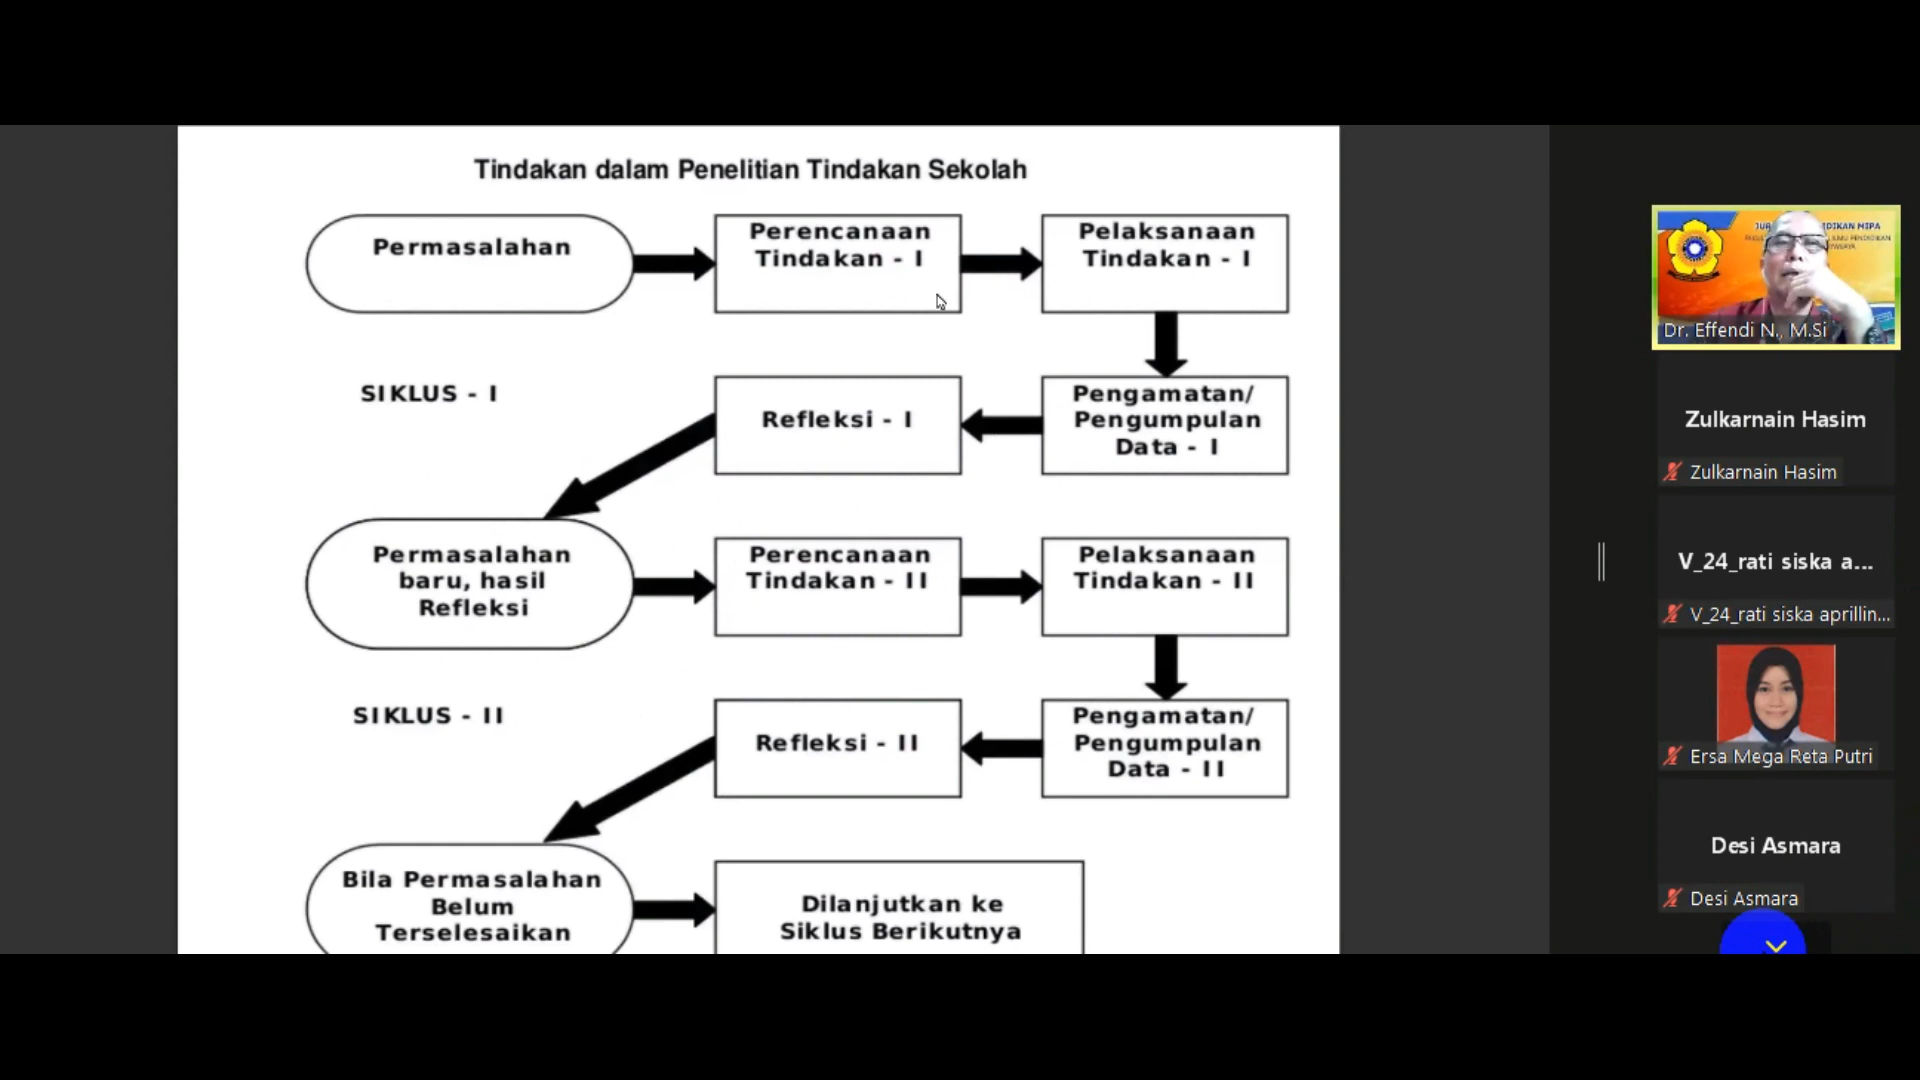 Tindakan dalam Penelitian Tindakan Sekolah
Permasalahan
Perencanaan
Tindakan - I
Pelaksanaan
Tindakan - I
SIKLUS - I
Refleksi - I
Pengamatan/
Pengumpulan
Data - I
Permasalahan
baru, hasil
Refleksi
Perencanaan
Tindakan - II
Pelaksanaan
Tindakan - II
SIKLUS - II
Refleksi - II
Pengamatan/
Pengumpulan
Data - II
Bila Permasalahan
Belum
Terselesaikan
Dilanjutkan ke
Siklus Berikutnya
Dr. Effendi N., M.Si
Zulkarnain Hasim
Zulkarnain Hasim
V_24_rati siska a...
V_24_rati siska aprillin...
Ersa Mega Reta Putri
Desi Asmara
Desi Asmara